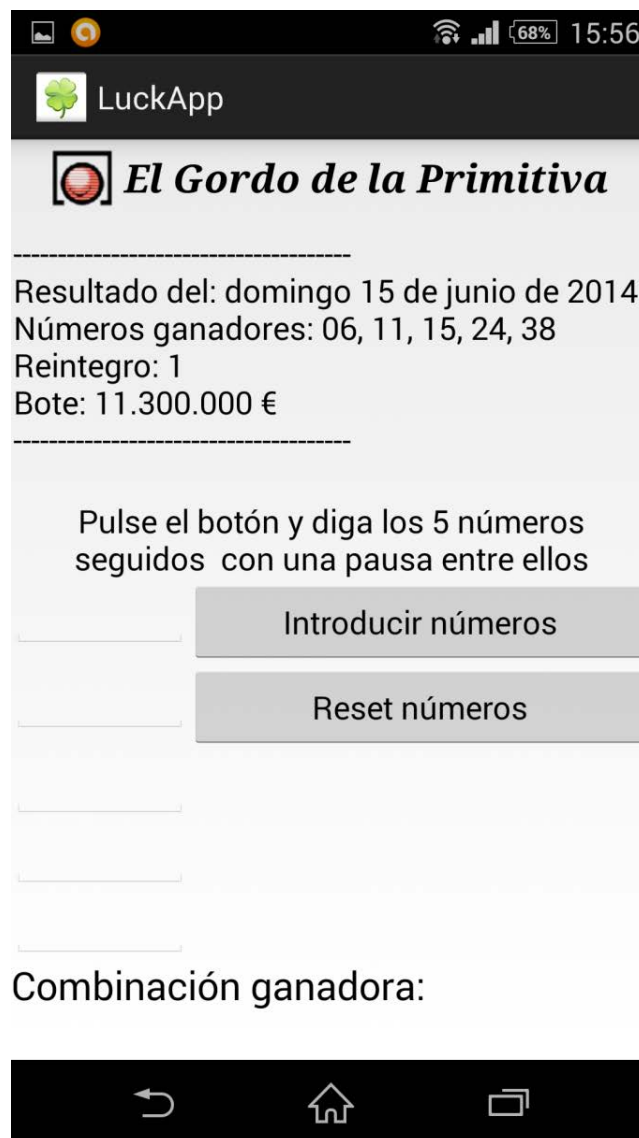 68% 15:56
LuckApp
El Gordo de la Primitiva
--------------------------------------
Resultado del: domingo 15 de junio de 2014
Números ganadores: 06, 11, 15, 24, 38
Reintegro: 1
Bote: 11.300.000 €
--------------------------------------
Pulse el botón y diga los 5 números
seguidos  con una pausa entre ellos
Introducir números
Reset números
Combinación ganadora: